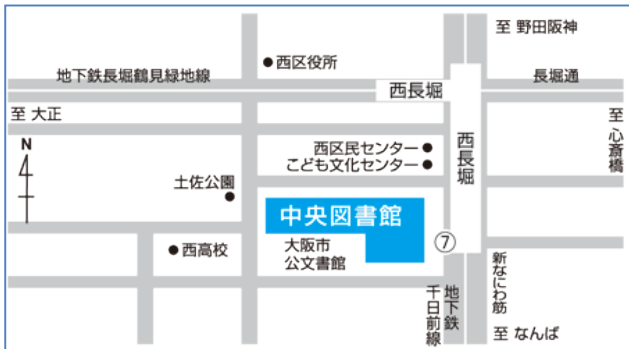 至 野田阪神
西区役所
地下鉄長堀鶴見緑地線
西長堀
長堀通
至 大正
至 心斎橋
N
西区民センター
こども文化センター
西長堀
土佐公園
中央図書館
西高校
大阪市
公文書館
⑦
新なにわ筋
地下鉄
千日前線
至 なんば